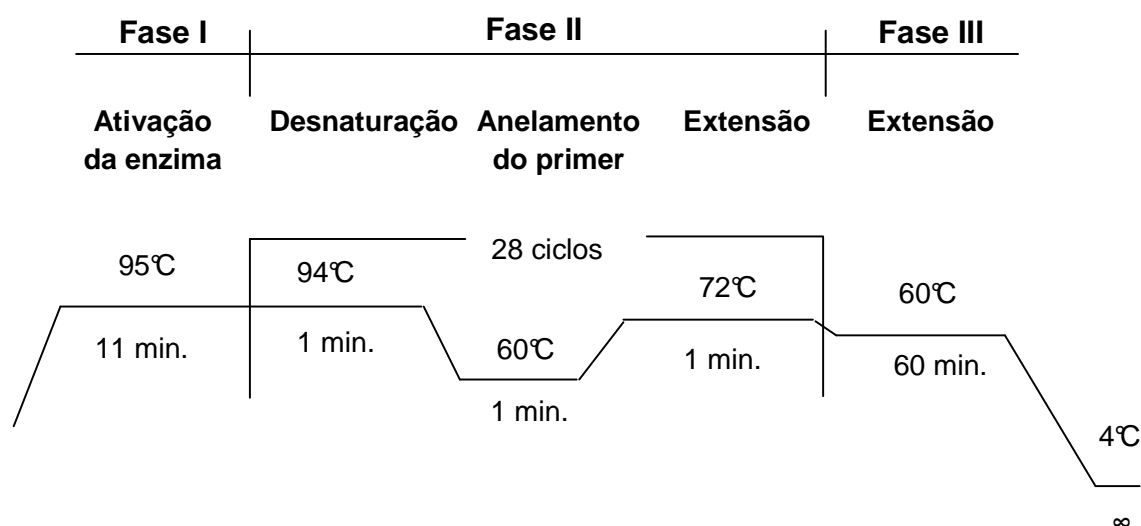 Fase I Fase II Fase III
Ativação Desnaturação Anelamento Extensão Extensão
da enzima do primer
28 ciclos
95°C 94°C 72°C 60°C
11 min. 1 min. 60°C 1 min. 60 min.
1 min.
4°C
∞